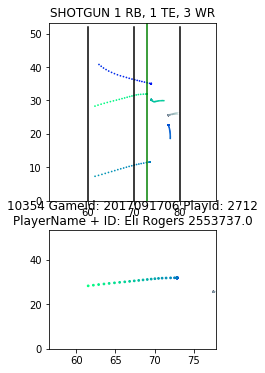 SHOTGUN 1 RB, 1 TE, 3 WR
50
40
30
20
10
0
60 70 80
10354 GameId: 2017091706 PlayId: 2712
PlayerName + ID: Eli Rogers 2553737.0
40
20
0
60 65 70 75